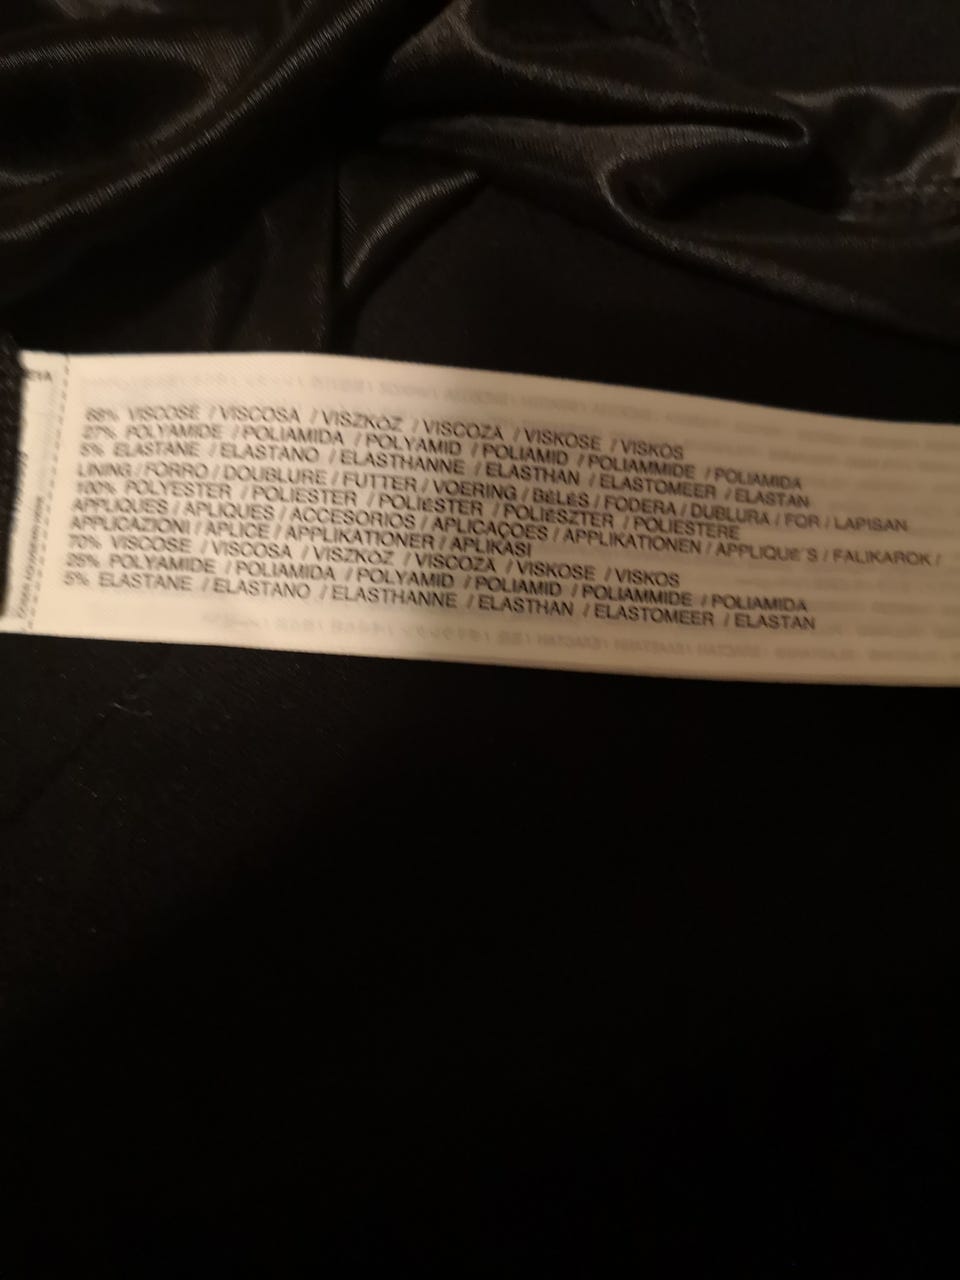 68% VISCOSE / VISCOSA / VISZKÓZ / VISCOZĂ / VISKOSE / VISKOS
27% POLYAMIDE / POLIAMIDA / POLYAMID / POLIAMID / POLIAMMIDE / POLIAMIDA
5% ELASTANE / ELASTANO / ELASTHANNE / ELASTHAN / ELASTOMEER / ELASTAN
LINING / FORRO / DOUBLURE / FUTTER / VOERING / BÉLÉS / FODERA / DUBLURA / FOR / LAPISAN
100% POLYESTER / POLIESTER / POLIÉSTER / POLIÉSZTER / POLIESTERE
APPLIQUES / APLIQUES / ACCESORIOS / APLICAÇOES / APPLIKATIONEN / APPLIQUE´S / FALIKAROK /
APPLICAZIONI / APLICE / APPLIKATIONER / APLIKASI
70% VISCOSE / VISCOSA / VISZKÓZ / VISCOZĂ / VISKOSE / VISKOS
25% POLYAMIDE / POLIAMIDA / POLYAMID / POLIAMID / POLIAMMIDE / POLIAMIDA
5% ELASTANE / ELASTANO / ELASTHANNE / ELASTHAN / ELASTOMEER / ELASTAN